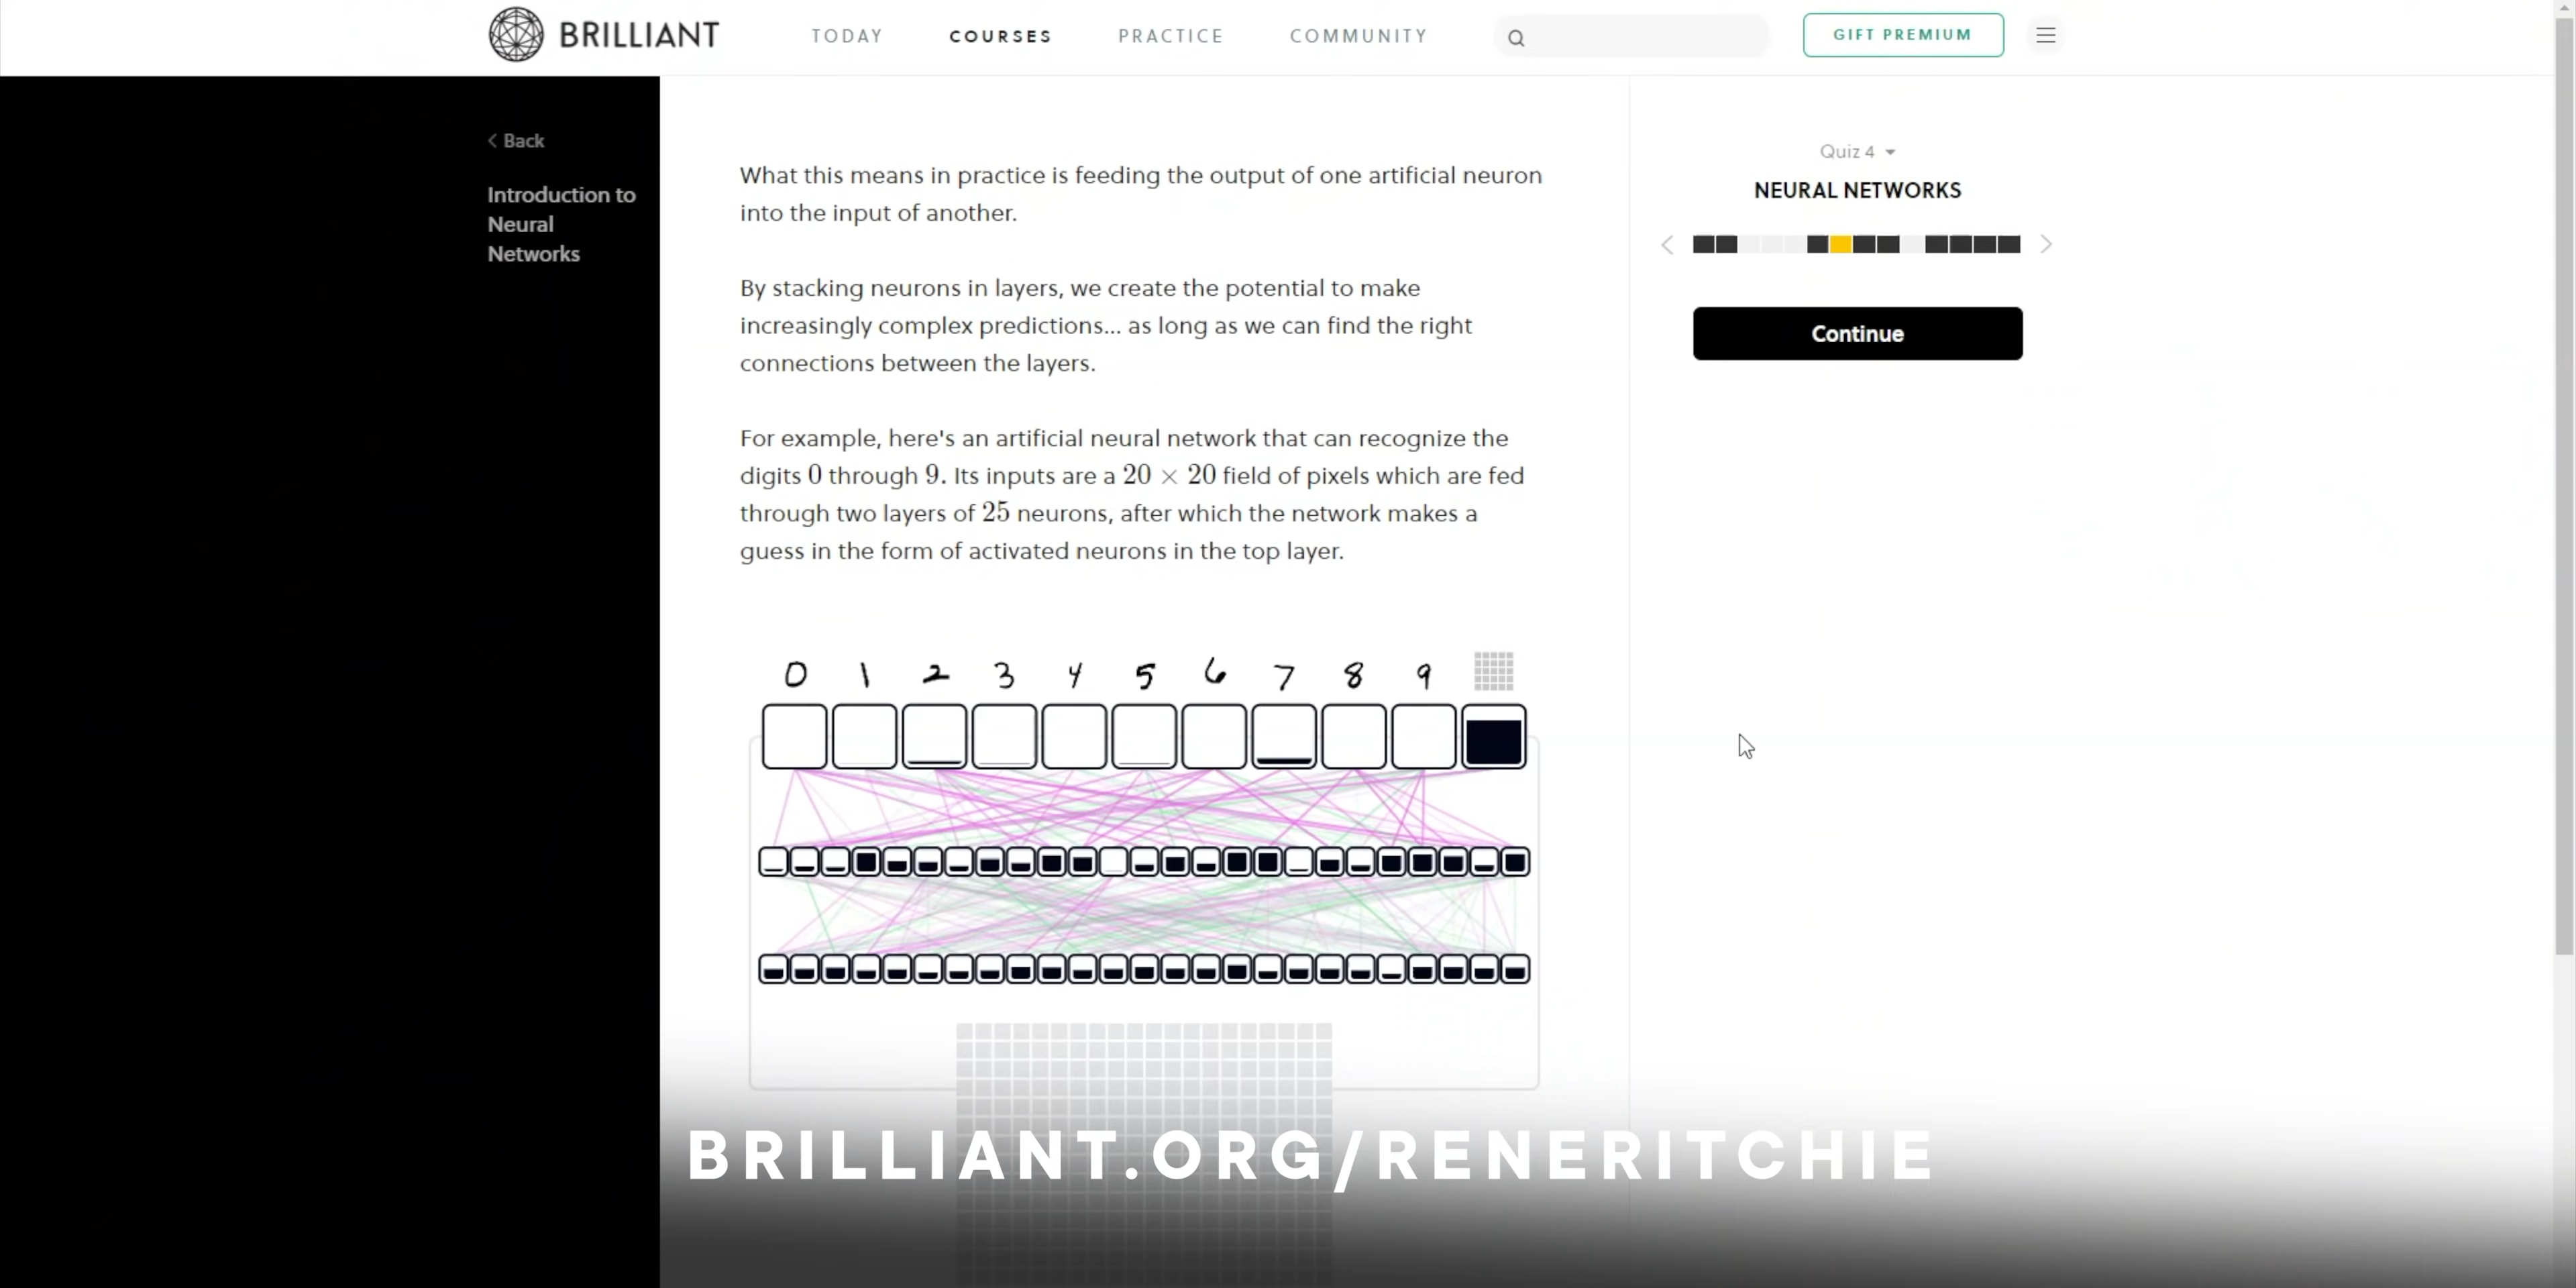 BRILLIANT
TODAY
COURSES
PRACTICE
COMMUNITY
GIFT PREMIUM
Back
Introduction to
Neural
Networks
What this means in practice is feeding the output of one artificial neuron
into the input of another.
By stacking neurons in layers, we create the potential to make
increasingly complex predictions... as long as we can find the right
connections between the layers.
For example, here's an artificial neural network that can recognize the
digits 0 through 9. Its inputs are a 20 × 20 field of pixels which are fed
through two layers of 25 neurons, after which the network makes a
guess in the form of activated neurons in the top layer.
0 1 2 3 4 5 6 7 8 9
Quiz 4
NEURAL NETWORKS
Continue
BRILLIANT.ORG/RENERITCHIE